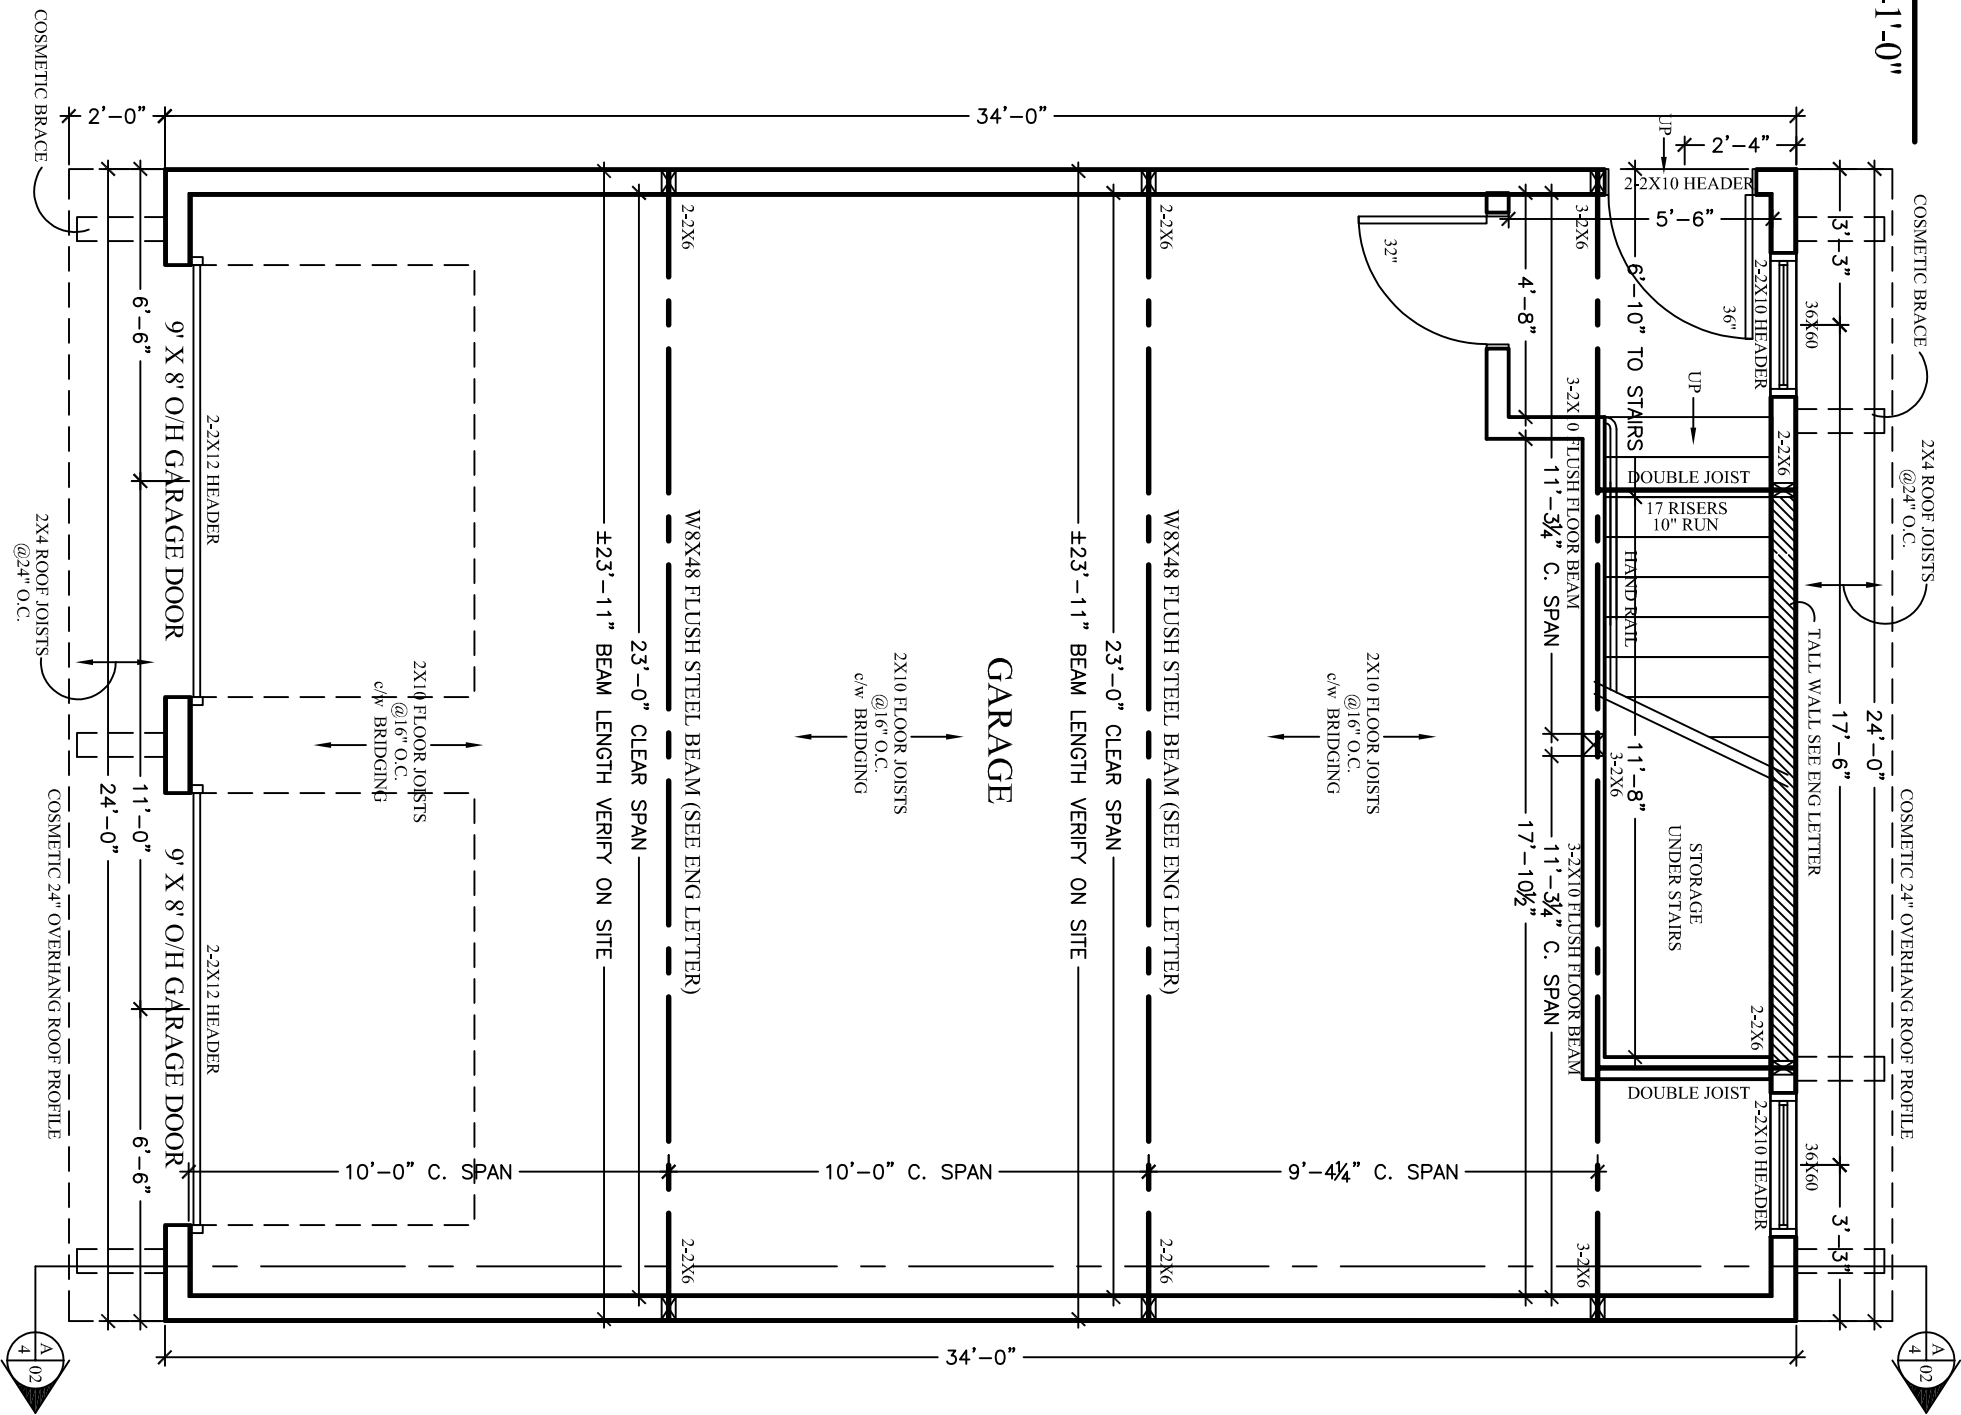 -1'-0"
COSMETIC BRACE
2'-0"
34'-0"
UP
2'-4"
2-2X10 HEADER
5'-6"
3'-3"
COSMETIC BRACE
2-2X6
2-2X6
3-2X6
32"
4'-8"
6'-10" TO STAIRS
36"
2-2X10 HEADER
36X60
6'-6"
9' X 8' O/H GARAGE DOOR
2-2X12 HEADER
UP
3-2X10 FLUSH FLOOR BEAM
2-2X6
DOUBLE JOIST
17 RISERS
10" RUN
HAND RAIL
11'-3¼" C. SPAN
2X4 ROOF JOISTS
@24" O.C.
2X4 ROOF JOISTS
@24" O.C.
±23'-11" BEAM LENGTH VERIFY ON SITE
23'-0" CLEAR SPAN
W8X48 FLUSH STEEL BEAM (SEE ENG LETTER)
±23'-11" BEAM LENGTH VERIFY ON SITE
23'-0" CLEAR SPAN
W8X48 FLUSH STEEL BEAM (SEE ENG LETTER)
2X10 FLOOR JOISTS
@16" O.C.
c/w BRIDGING
2X10 FLOOR JOISTS
@16" O.C.
c/w BRIDGING
GARAGE
2X10 FLOOR JOISTS
@16" O.C.
c/w BRIDGING
TALL WALL SEE ENG LETTER
17'-6"
24'-0"
3-2X6
11'-8"
STORAGE
UNDER STAIRS
17'-10½"
11'-3¼" C. SPAN
3-2X10 FLUSH FLOOR BEAM
11'-0"
24'-0"
COSMETIC 24" OVERHANG ROOF PROFILE
COSMETIC 24" OVERHANG ROOF PROFILE
9' X 8' O/H GARAGE DOOR
2-2X12 HEADER
2-2X6
DOUBLE JOIST
2-2X10 HEADER
36X60
6'-6"
10'-0" C. SPAN
10'-0" C. SPAN
9'-4¼" C. SPAN
3'-3"
2-2X6
2-2X6
3-2X6
34'-0"
A
4
02
A
4
02